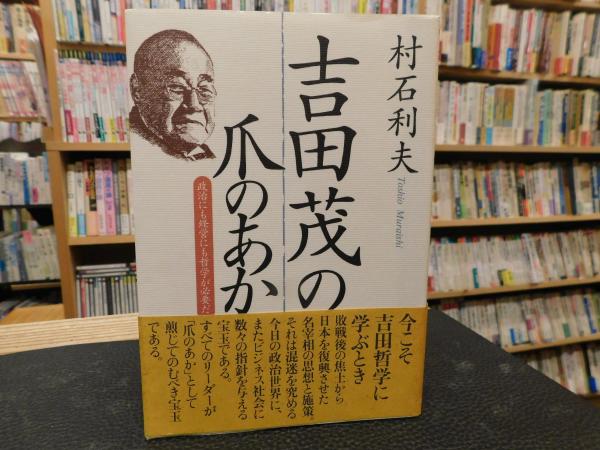 村石利夫
Toshio Muraishi
吉田茂の
爪のあか
政治にも経営にも哲学が必要だ
今こそ
吉田哲学に
学ぶとき
敗戦後の焦土から
日本を復興させた
名宰相の思想と施策。
それは混迷を究める
今日の政治世界に、
またビジネス社会に
数々の指針を与える
宝玉である。
すべてのリーダーが
「爪のあか」として
煎じてのむべき宝玉
である。